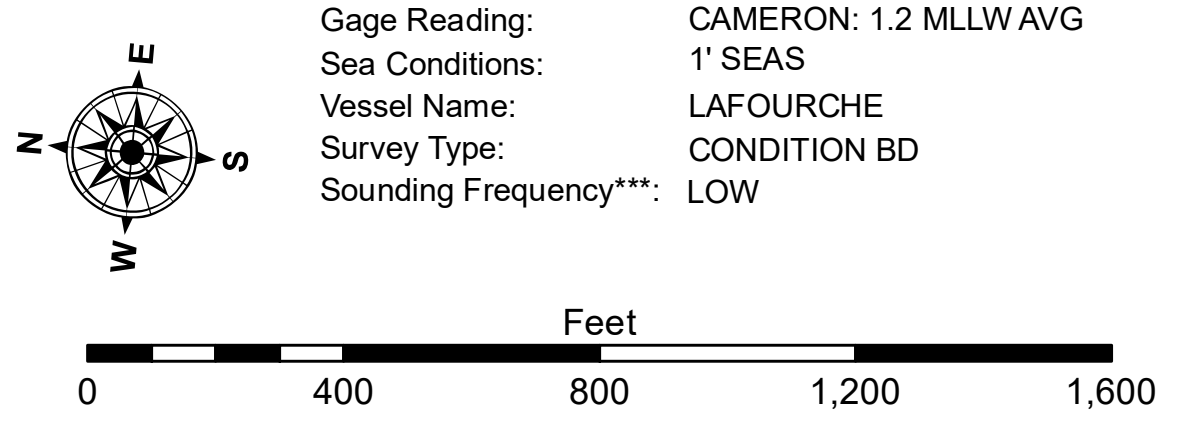 Gage Reading: CAMERON: 1.2 MLLW AVG
Sea Conditions: 1' SEAS
Vessel Name: LAFOURCHE
Survey Type: CONDITION BD
Sounding Frequency***: LOW
E
N
S
W
Feet
0 400 800 1,200 1,600